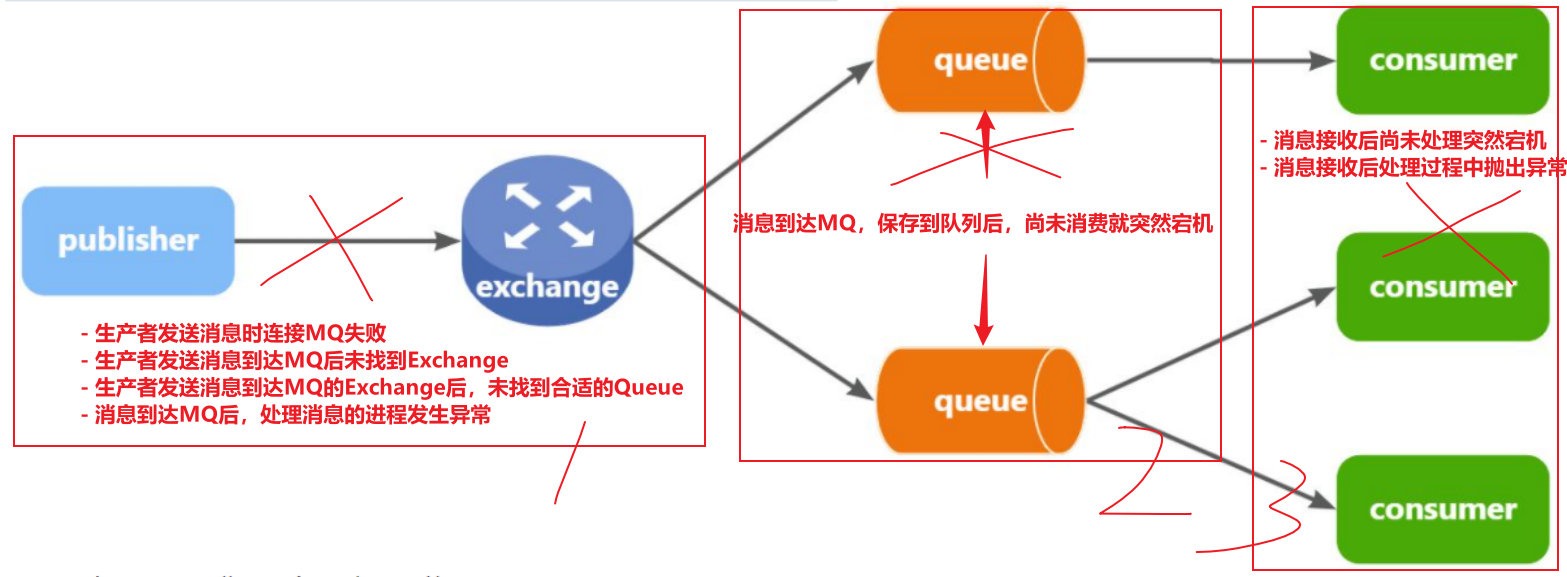 publisher
exchange
- 生产者发送消息时连接MQ失败
- 生产者发送消息到达MQ后未找到Exchange
- 生产者发送消息到达MQ的Exchange后，未找到合适的Queue
- 消息到达MQ后，处理消息的进程发生异常
queue
消息到达MQ，保存到队列后，尚未消费就突然宕机
queue
consumer
- 消息接收后尚未处理突然宕机
- 消息接收后处理过程中抛出异常
consumer
consumer
1
2
3